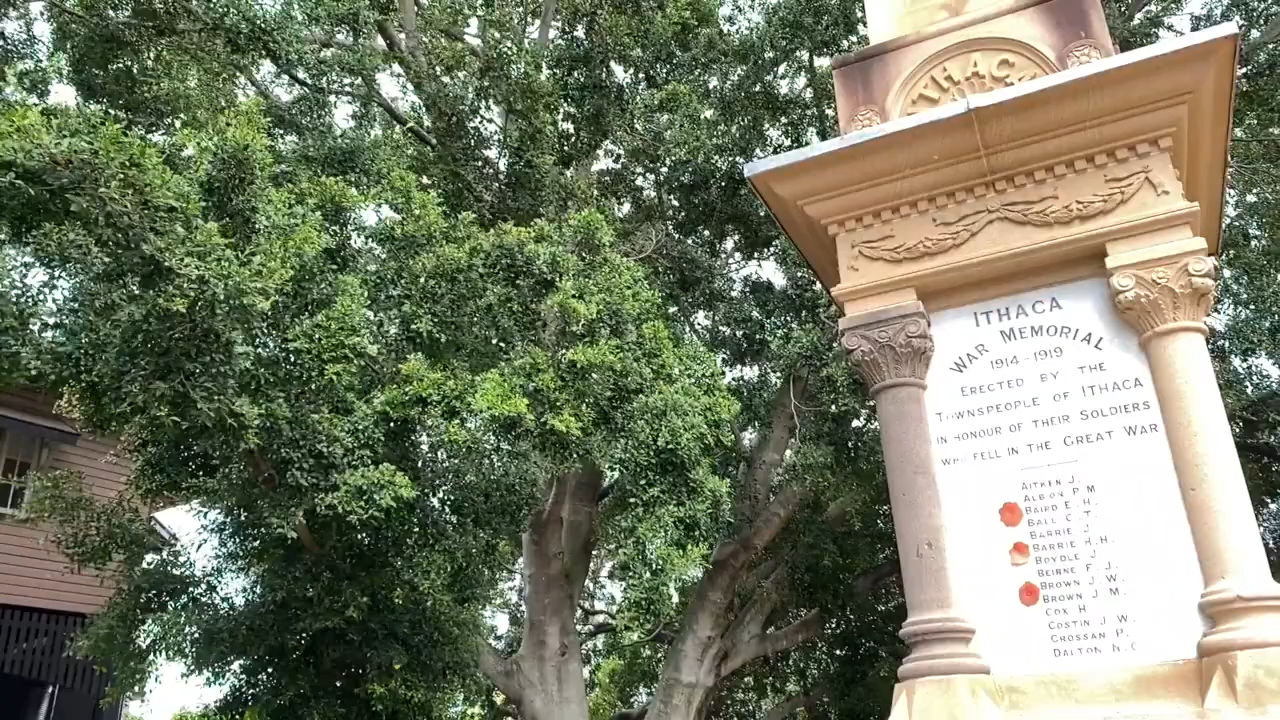 ITHACA
ITHACA
WAR MEMORIAL
1914-1919
ERECTED BY THE
TOWNSPEOPLE OF ITHACA
IN HONOUR OF THEIR SOLDIERS
WHO FELL IN THE GREAT WAR
AITKEN J.
ALBION P M
BAIRD E. H.
BALL C. T.
BARRIE J.
BARRIE R.H.
BOYDLE J
BEIRNE F. J.
BROWN J. W.
BROWN J. M.
COX H
COSTIN J W.
CROSSAN P.
DALTON N.C